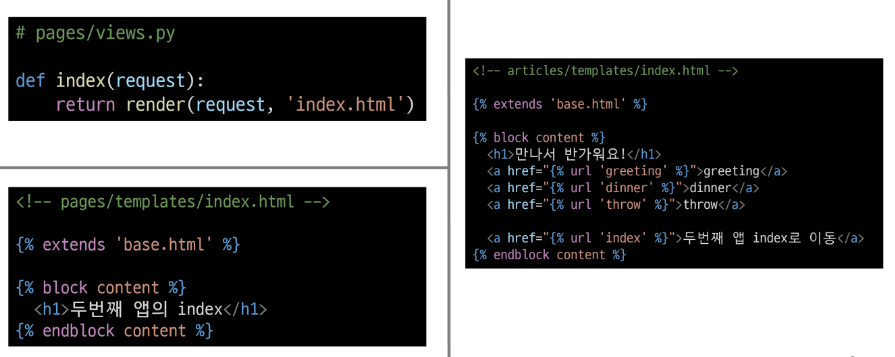 # pages/views.py
def index(request):
    return render(request, 'index.html')
<!-- pages/templates/index.html -->
{% extends 'base.html' %}
{% block content %}
  <h1>두번째 앱의 index</h1>
{% endblock content %}
<!-- articles/templates/index.html -->
{% extends 'base.html' %}
{% block content %}
  <h1>만나서 반가워요!</h1>
  <a href="{% url 'greeting' %}">greeting</a>
  <a href="{% url 'dinner' %}">dinner</a>
  <a href="{% url 'throw' %}">throw</a>
  <a href="{% url 'index' %}">두번째 앱 index로 이동</a>
{% endblock content %}